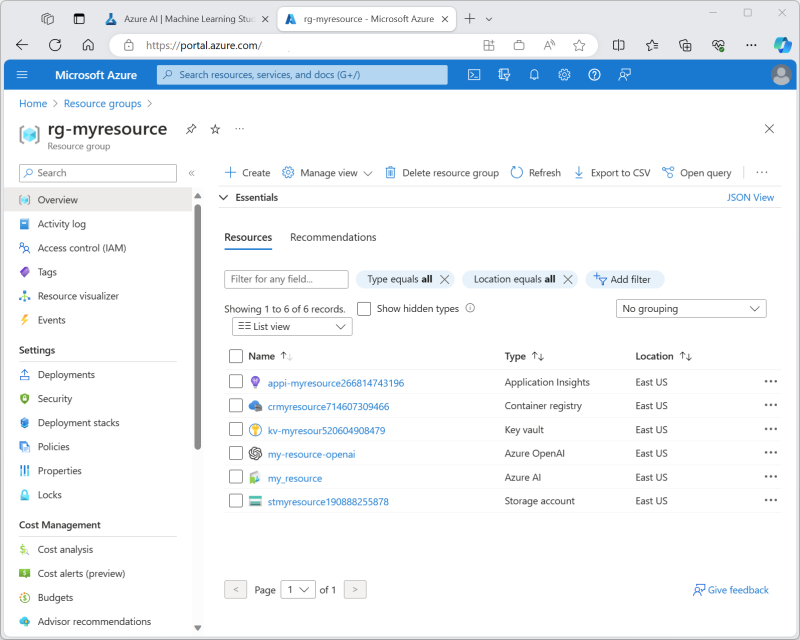 Azure AI | Machine Learning Stu
rg-myresource - Microsoft Azure
https://portal.azure.com/
Microsoft Azure
Search resources, services, and docs (G+/)
Home > Resource groups >
rg-myresource
Resource group
Search
Overview
Activity log
Access control (IAM)
Tags
Resource visualizer
Events
Settings
Deployments
Security
Deployment stacks
Policies
Properties
Locks
Cost Management
Cost analysis
Cost alerts (preview)
Budgets
Advisor recommendations
Create Manage view Delete resource group Refresh Export to CSV Open query
Essentials JSON View
Resources Recommendations
Filter for any field... Type equals all Location equals all Add filter
Showing 1 to 6 of 6 records. Show hidden types No grouping
List view
Name Type Location
appi-myresource266814743196 Application Insights East US
crmyresource714607309466 Container registry East US
kv-myresour520604908479 Key vault East US
my-resource-openai Azure OpenAI East US
my_resource Azure AI East US
stmyresource190888255878 Storage account East US
< Page 1 of 1 > Give feedback